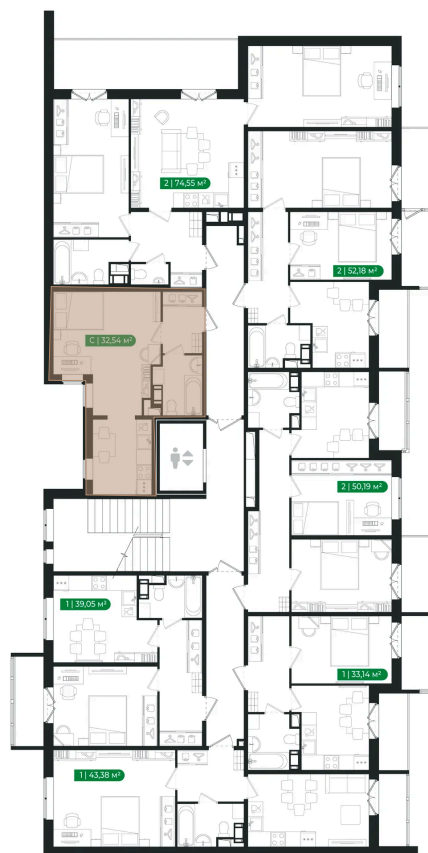 2 | 74,55 м²
2 | 52,18 м²
С | 32,54 м²
2 | 50,19 м²
1 | 39,05 м²
1 | 33,14 м²
1 | 43,38 м²